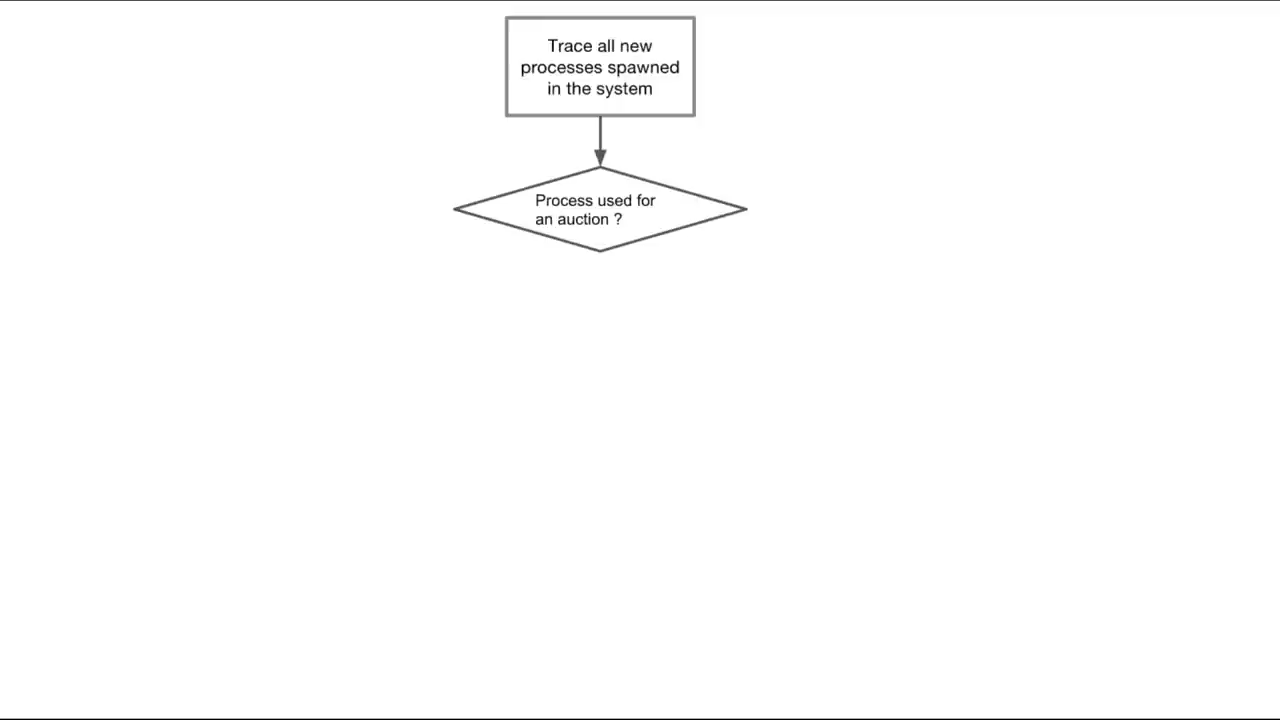 Trace all new
processes spawned
in the system
Process used for
an auction ?